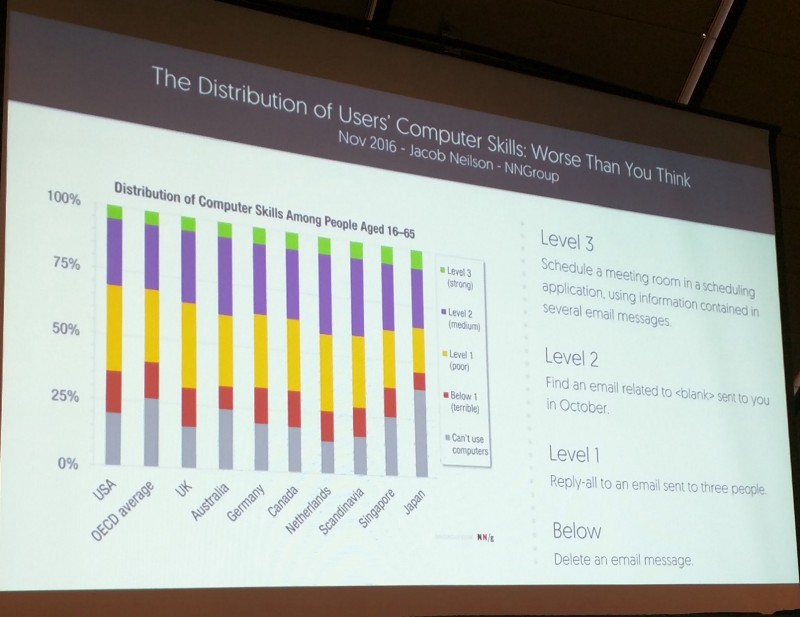 The Distribution of Users' Computer Skills: Worse Than You Think
Nov 2016 - Jacob Neilson - NNGroup
Distribution of Computer Skills Among People Aged 16–65
100%
75%
50%
25%
0%
USA
OECD average
UK
Australia
Germany
Canada
Netherlands
Scandinavia
Singapore
Japan
Level 3
(strong)
Level 2
(medium)
Level 1
(poor)
Below 1
(terrible)
Can't use
computers
NN/g
Level 3
Schedule a meeting room in a scheduling
application, using information contained in
several email messages.
Level 2
Find an email related to <blank> sent to you
in October.
Level 1
Reply-all to an email sent to three people.
Below
Delete an email message.